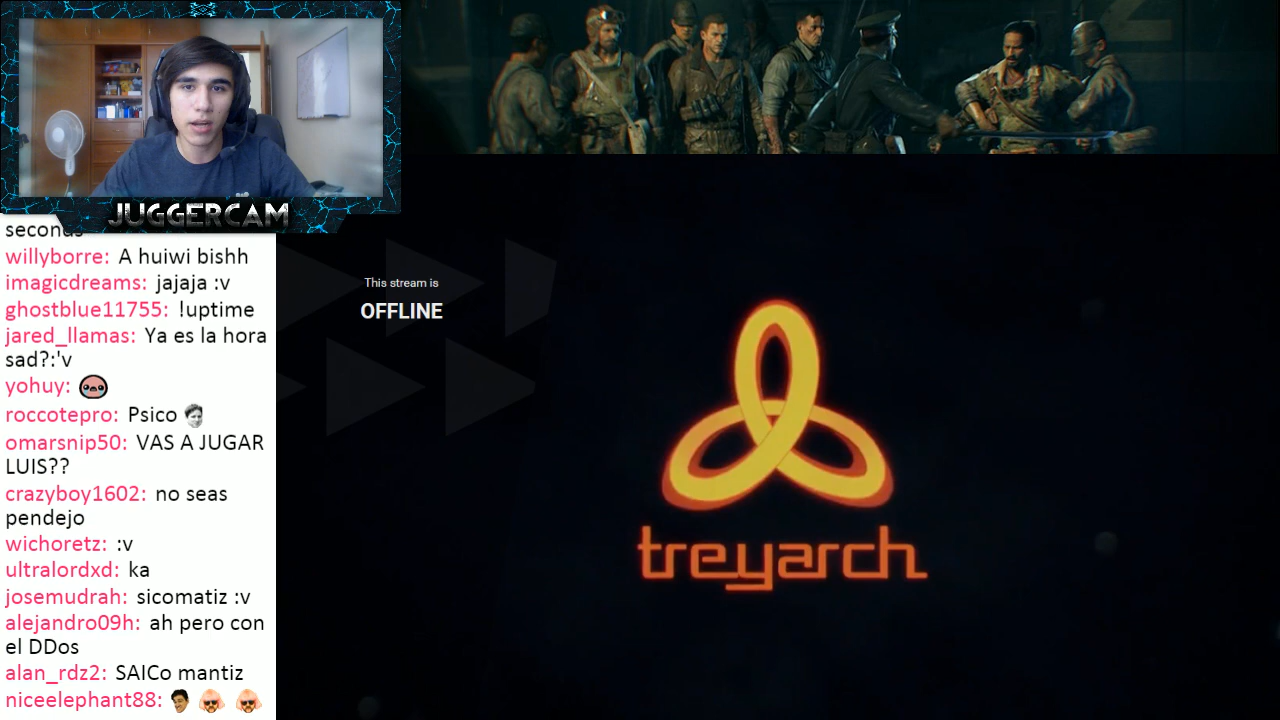 JUGGERCAM
seconds
willyborre: A huiwi bishh
imagicdreams: jajaja :v
ghostblue11755: !uptime
jared_llamas: Ya es la hora
sad?:'v
yohuy:
roccotepro: Psico
omarsnip50: VAS A JUGAR
LUIS??
crazyboy1602: no seas
pendejo
wichoretz: :v
ultralordxd: ka
josemudrah: sicomatiz :v
alejandro09h: ah pero con
el DDos
alan_rdz2: SAICo mantiz
niceelephant88:
This stream is
OFFLINE
treyarch